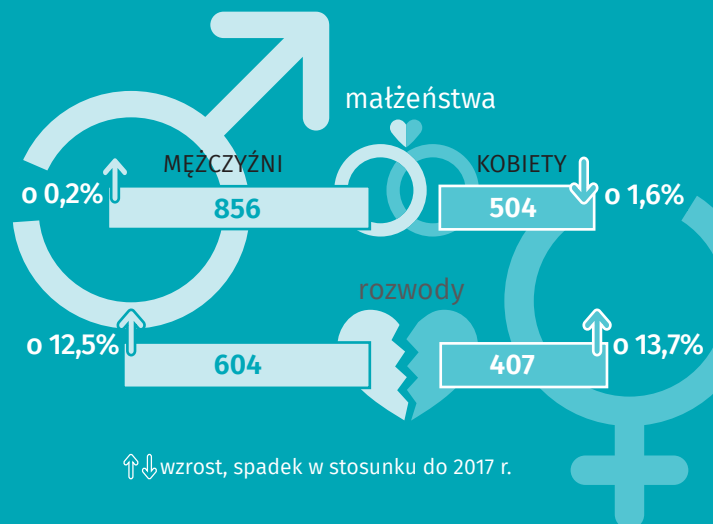 małżeństwa
MĘŻCZYŹNI
KOBIETY
o 0,2%
856
504
o 1,6%
rozwody
o 12,5%
604
407
o 13,7%
wzrost, spadek w stosunku do 2017 r.